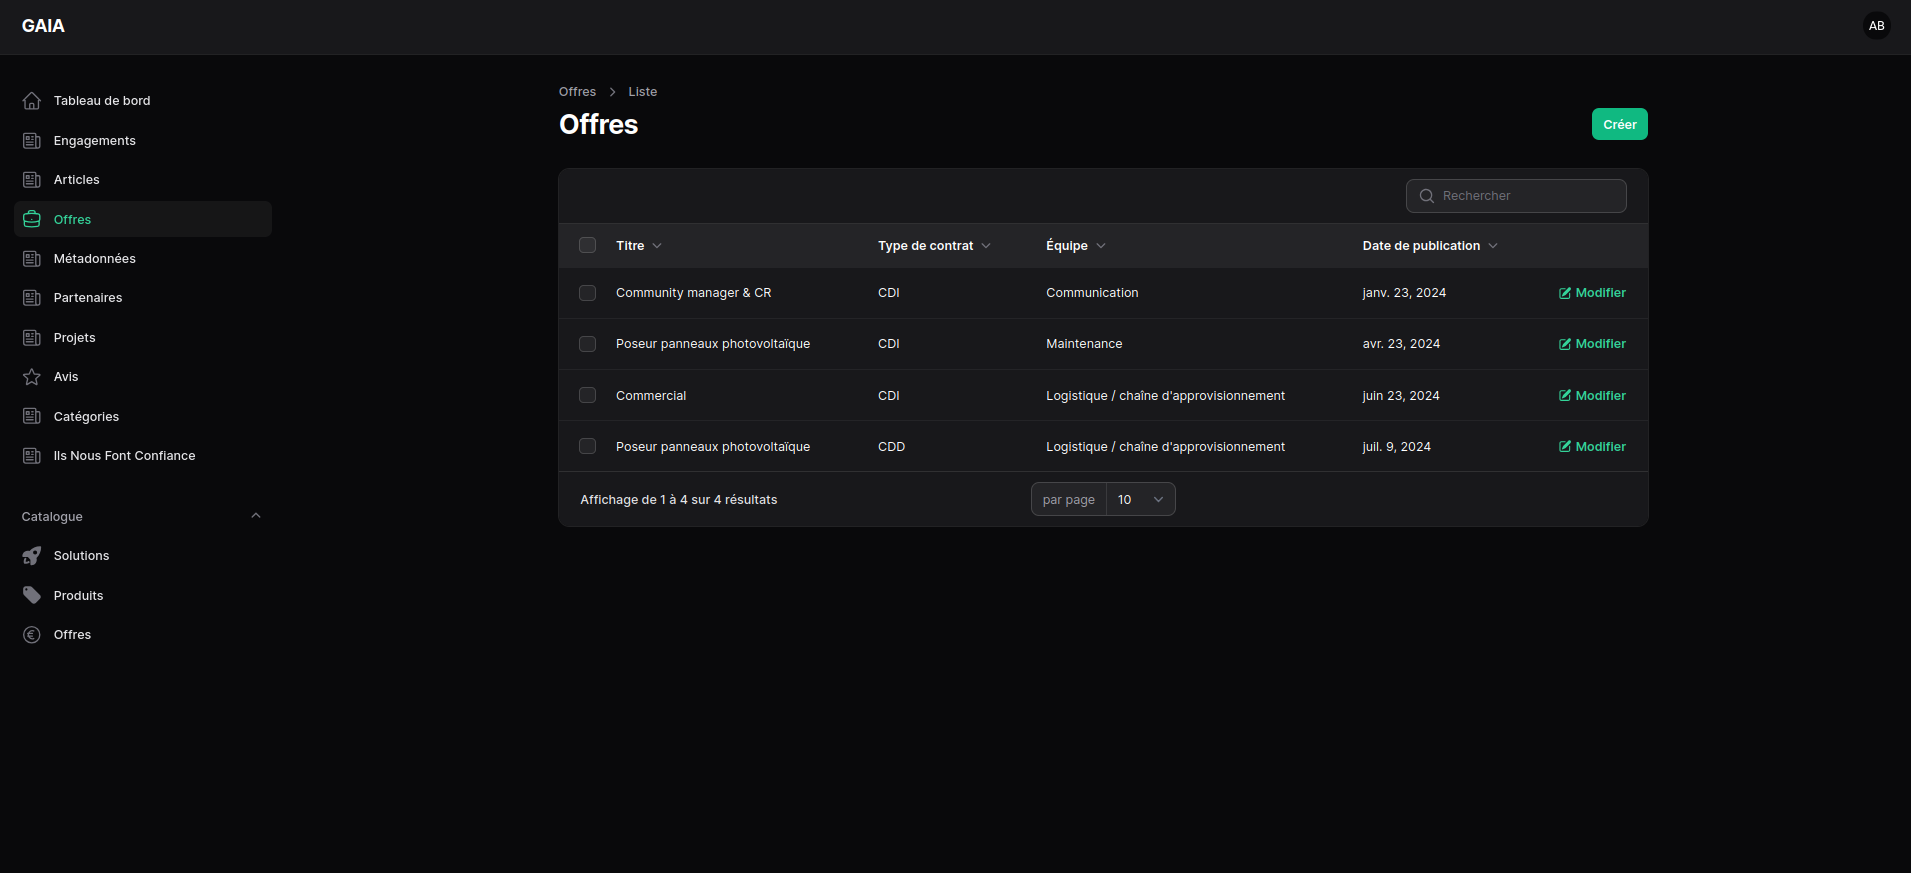 GAIA
AB
Tableau de bord
Engagements
Articles
Offres
Métadonnées
Partenaires
Projets
Avis
Catégories
Ils Nous Font Confiance
Catalogue
Solutions
Produits
Offres
Offres > Liste
Offres
Créer
Rechercher
Titre Type de contrat Équipe Date de publication
Community manager & CR CDI Communication janv. 23, 2024 Modifier
Poseur panneaux photovoltaïque CDI Maintenance avr. 23, 2024 Modifier
Commercial CDI Logistique / chaîne d'approvisionnement juin 23, 2024 Modifier
Poseur panneaux photovoltaïque CDD Logistique / chaîne d'approvisionnement juil. 9, 2024 Modifier
Affichage de 1 à 4 sur 4 résultats par page 10